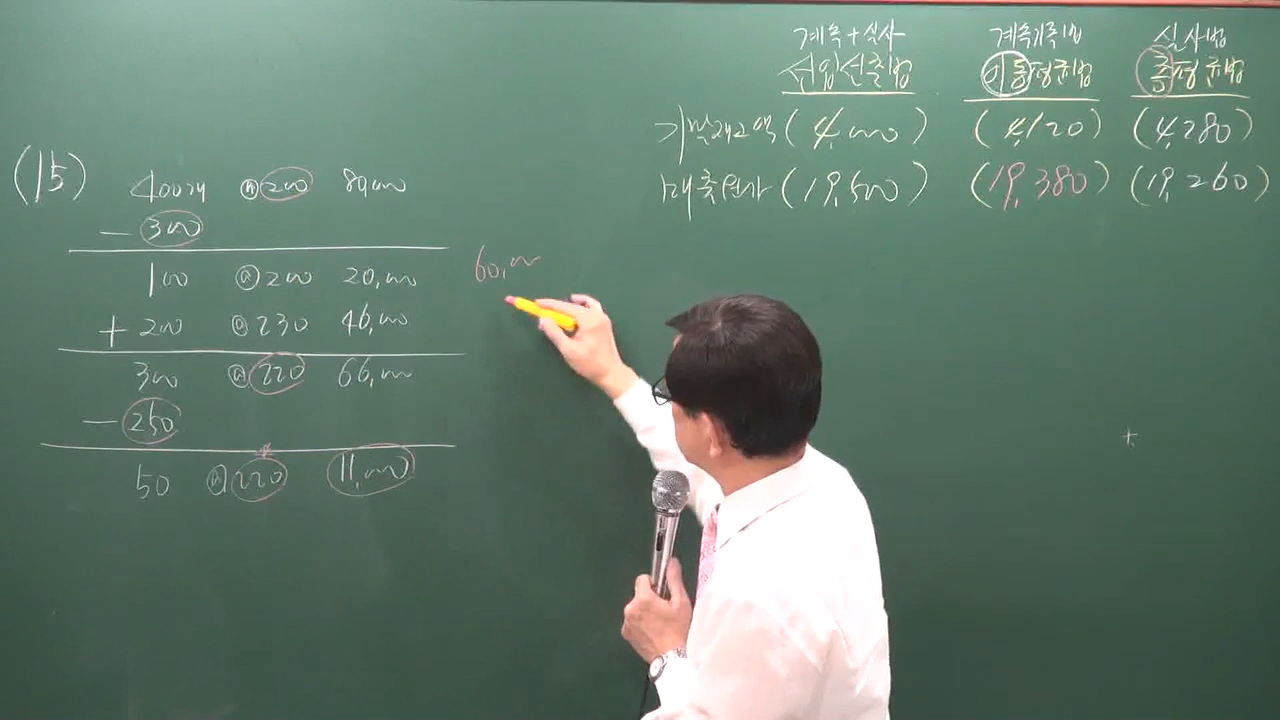 계속+실사 계속기록법 실사법
선입선출법 이동평균법 총평균법
기말재고액 (4,000) (4,120) (4,280)
매출원가 (19,500) (19,380) (19,260)
(15) 400개 @200 80,000
- 300
100 @200 20,000 60,000
+ 200 @230 46,000
300 @220 66,000
- 250
50 @220 11,000